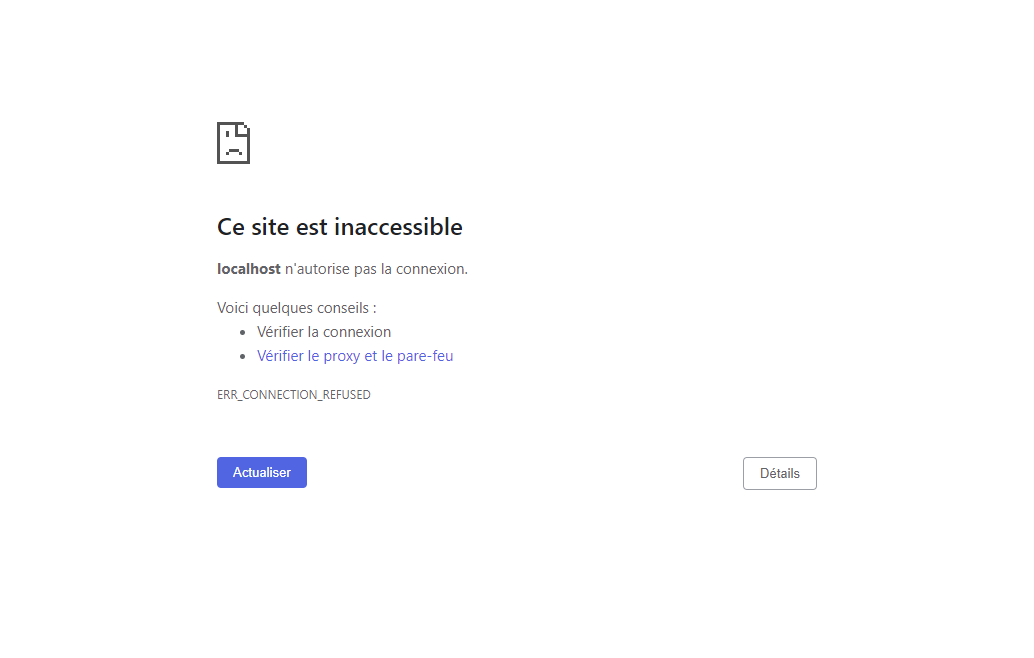 Ce site est inaccessible
localhost n'autorise pas la connexion.
Voici quelques conseils :
Vérifier la connexion
Vérifier le proxy et le pare-feu
ERR_CONNECTION_REFUSED
Actualiser
Détails